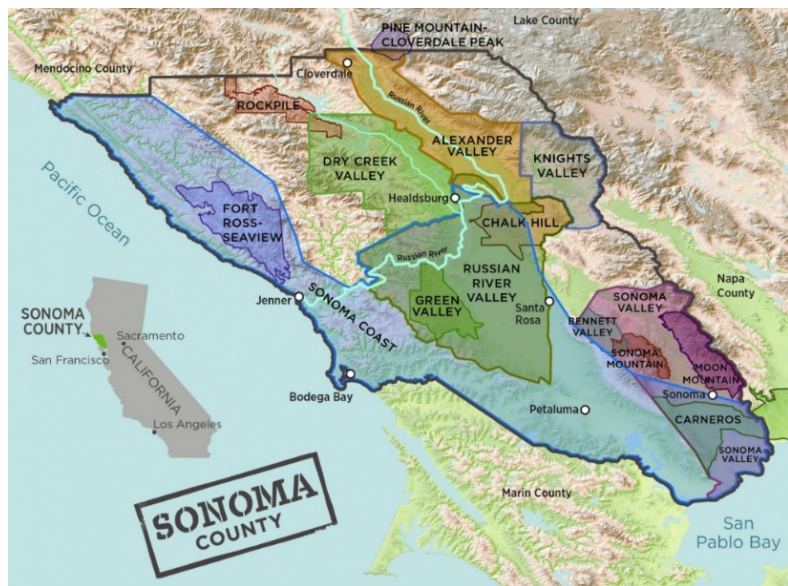 PINE MOUNTAIN-
CLOVERDALE PEAK
Lake County
Mendocino County
Cloverdale
ROCKPILE
Russian River
ALEXANDER
VALLEY
DRY CREEK
VALLEY
KNIGHTS
VALLEY
Pacific Ocean
Healdsburg
FORT
ROSS-
SEAVIEW
CHALK HILL
Russian River
RUSSIAN
RIVER
VALLEY
Napa
County
Jenner
SONOMA COAST
GREEN
VALLEY
Santa
Rosa
SONOMA
VALLEY
BENNETT
VALLEY
SONOMA
MOUNTAIN
MOON
MOUNTAIN
SONOMA
COUNTY
Sacramento
San Francisco
CALIFORNIA
Los Angeles
Bodega Bay
Sonoma
Petaluma
CARNEROS
SONOMA
VALLEY
Marin County
San
Pablo Bay
SONOMA
COUNTY